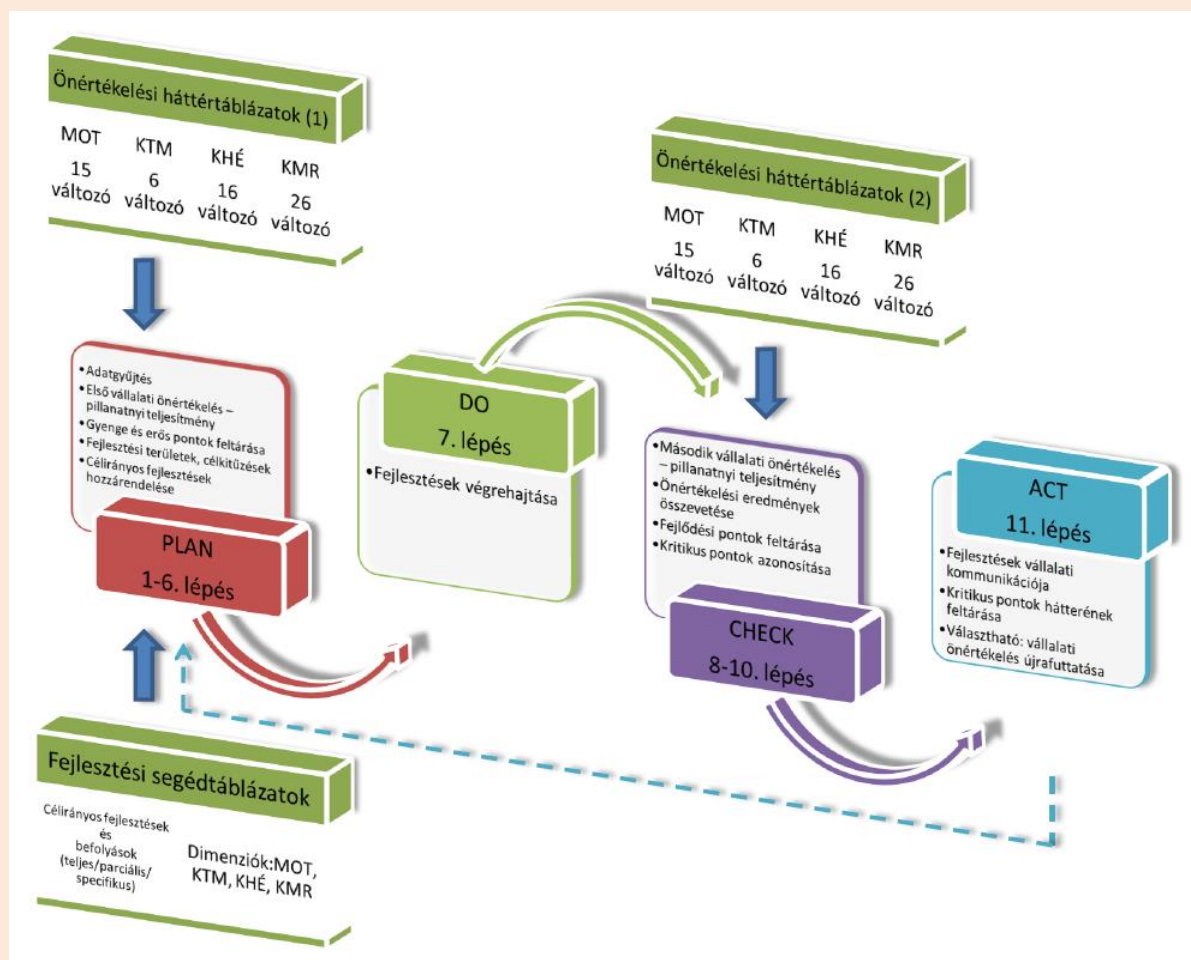 Önértékelési háttértáblázatok (1)
MOT
15
változó
KTM
6
változó
KHÉ
16
változó
KMR
26
változó
Önértékelési háttértáblázatok (2)
MOT
15
változó
KTM
6
változó
KHÉ
16
változó
KMR
26
változó
•Adatgyűjtés
•Első vállalati önértékelés –
pillanatnyi teljesítmény
•Gyenge és erős pontok feltárása
•Fejlesztési területek, célkitűzések
•Célirányos fejlesztések
hozzárendelése
PLAN
1-6. lépés
DO
7. lépés
•Fejlesztések végrehajtása
•Második vállalati önértékelés
– pillanatnyi teljesítmény
•Önértékelési eredmények
összevetése
•Fejlődési pontok feltárása
•Kritikus pontok azonosítása
CHECK
8-10. lépés
ACT
11. lépés
•Fejlesztések vállalati
kommunikációja
•Kritikus pontok hátterének
feltárása
•Választható: vállalati
önértékelés újrafuttatása
Fejlesztési segédtáblázatok
Célirányos fejlesztések
és
befolyások
(teljes/parciális/
specifikus)
Dimenziók:MOT,
KTM, KHÉ, KMR